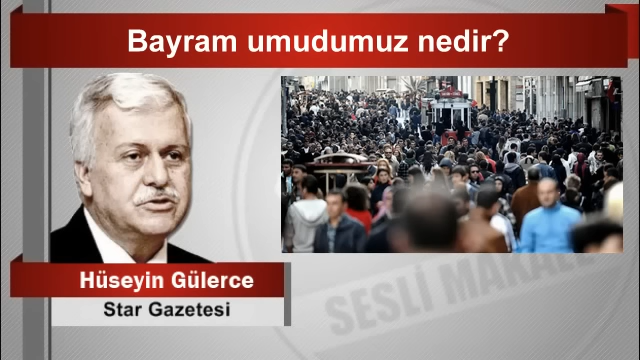 Bayram umudumuz nedir?
Hüseyin Gülerce
Star Gazetesi
SESLİ MAKALE